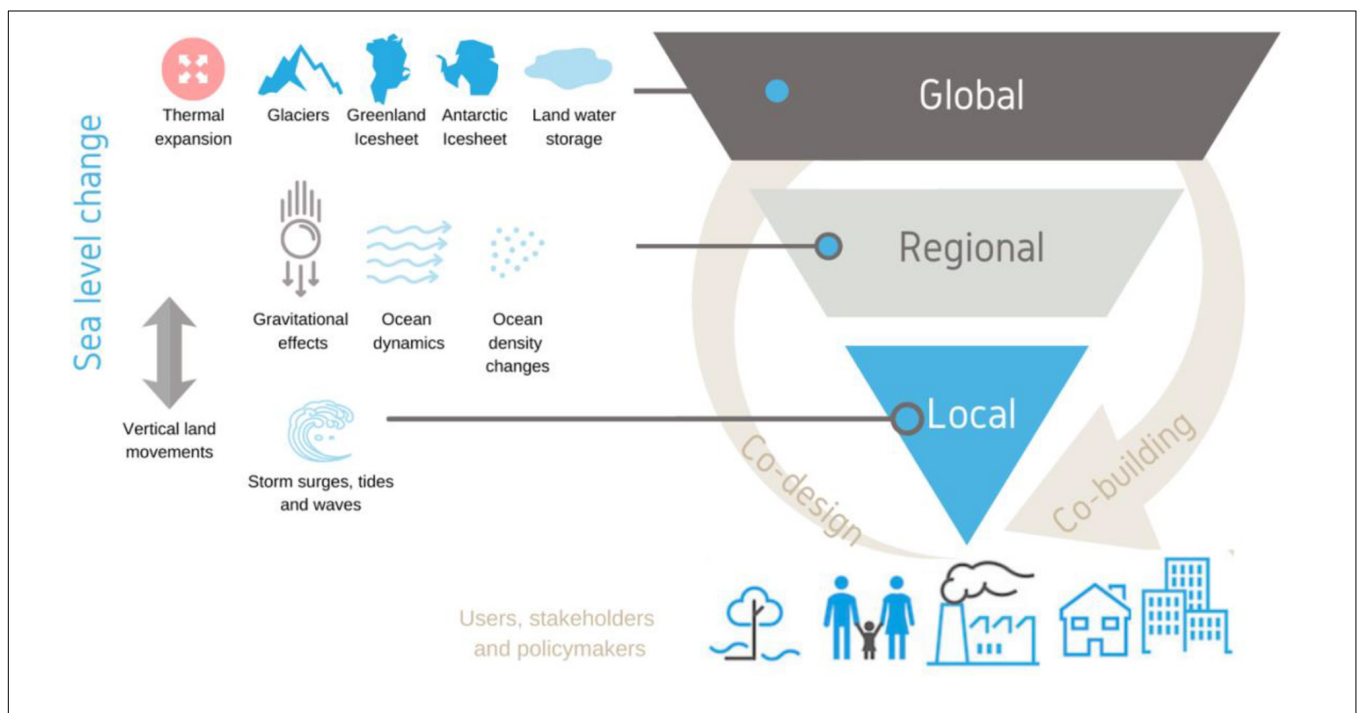 Sea level change
Thermal
expansion
Glaciers
Greenland
Icesheet
Antarctic
Icesheet
Land water
storage
Global
Gravitational
effects
Ocean
dynamics
Ocean
density
changes
Regional
Vertical land
movements
Storm surges, tides
and waves
Local
Co-design
Co-building
Users, stakeholders
and policymakers